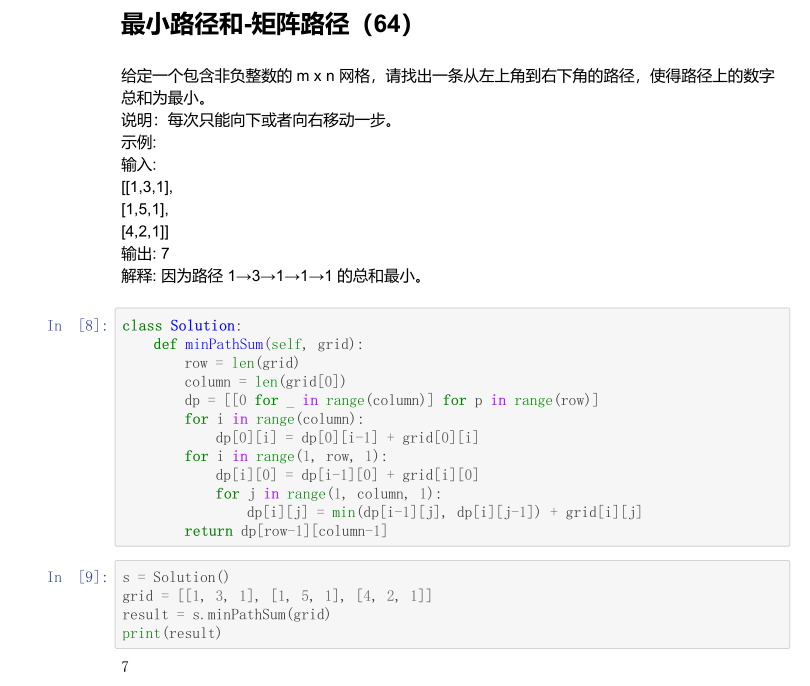 最小路径和-矩阵路径（64）
给定一个包含非负整数的 m x n 网格，请找出一条从左上角到右下角的路径，使得路径上的数字
总和为最小。
说明：每次只能向下或者向右移动一步。
示例:
输入:
[[1,3,1],
[1,5,1],
[4,2,1]]
输出: 7
解释: 因为路径 1→3→1→1→1 的总和最小。
In [8]: class Solution:
    def minPathSum(self, grid):
        row = len(grid)
        column = len(grid[0])
        dp = [[0 for _ in range(column)] for p in range(row)]
        for i in range(column):
            dp[0][i] = dp[0][i-1] + grid[0][i]
        for i in range(1, row, 1):
            dp[i][0] = dp[i-1][0] + grid[i][0]
            for j in range(1, column, 1):
                dp[i][j] = min(dp[i-1][j], dp[i][j-1]) + grid[i][j]
        return dp[row-1][column-1]
In [9]: s = Solution()
grid = [[1, 3, 1], [1, 5, 1], [4, 2, 1]]
result = s.minPathSum(grid)
print(result)
7